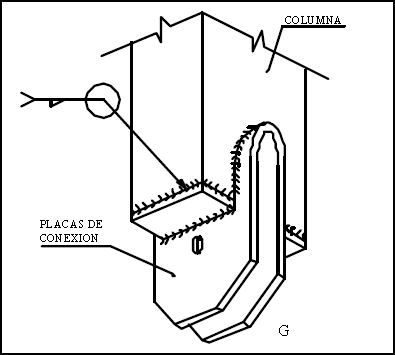 COLUMNA
PLACAS DE
CONEXION
G